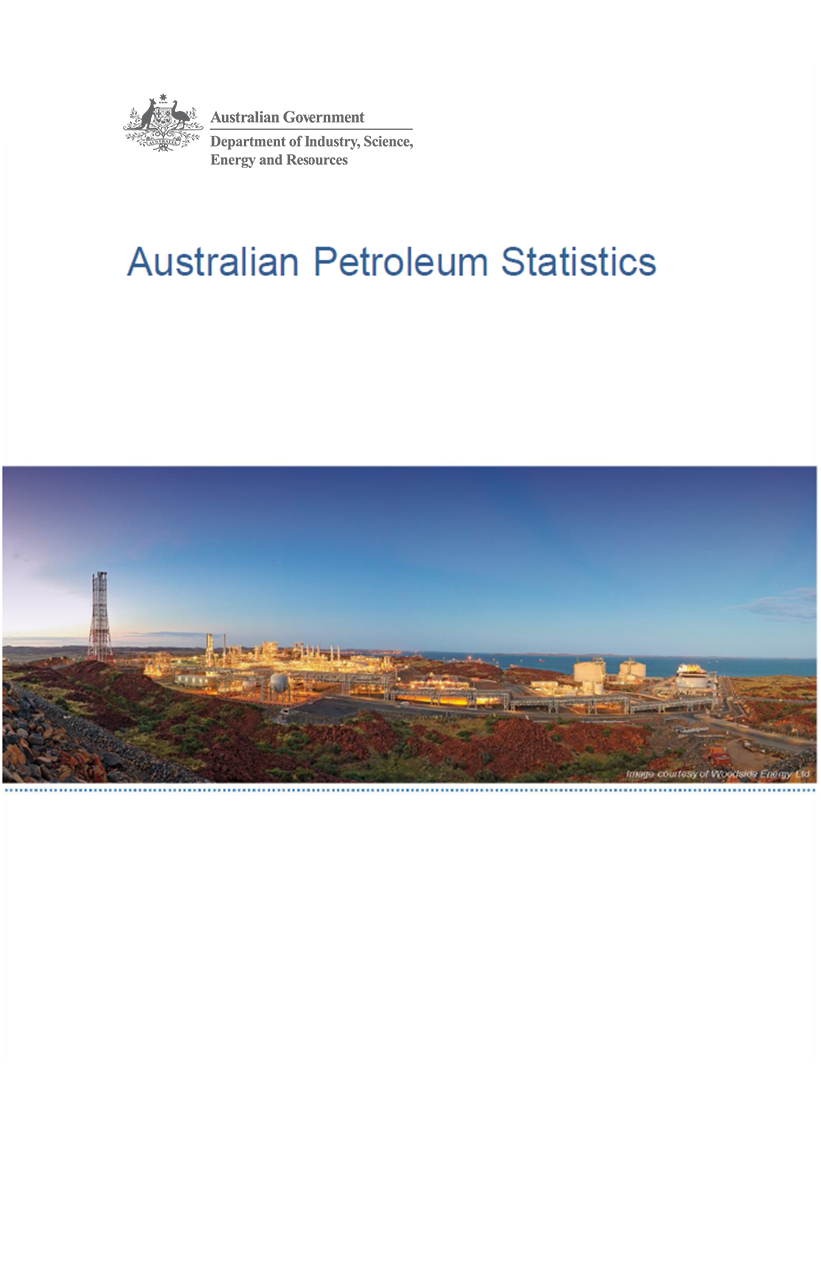 Australian Government
Department of Industry, Science,
Energy and Resources
Australian Petroleum Statistics
Image courtesy of Woodside Energy Ltd